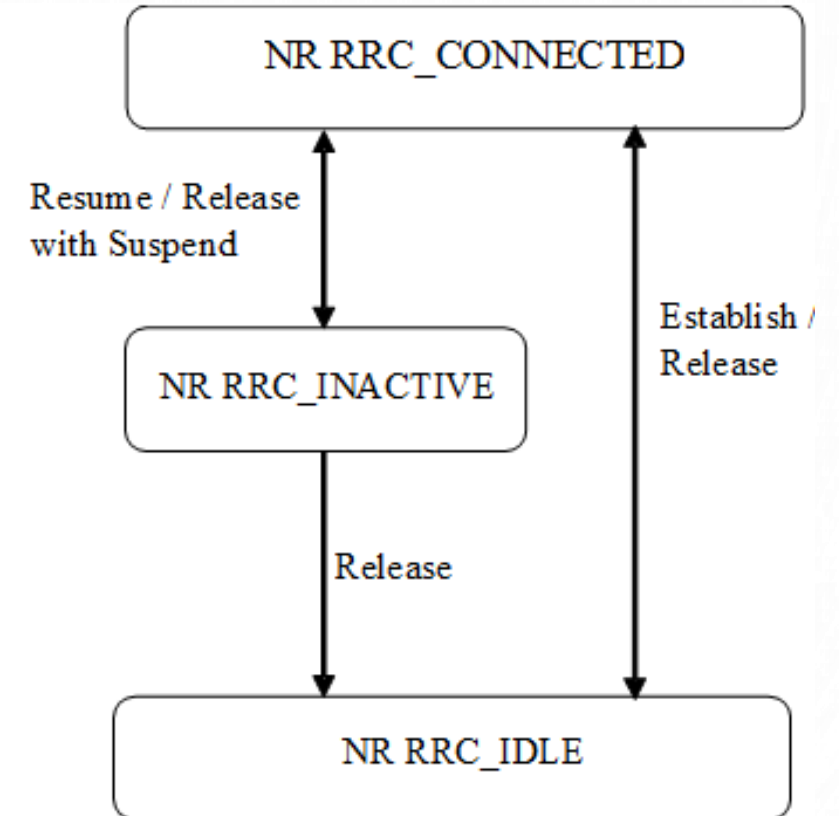 NR RRC_CONNECTED
Resume / Release
with Suspend
Establish /
Release
NR RRC_INACTIVE
Release
NR RRC_IDLE